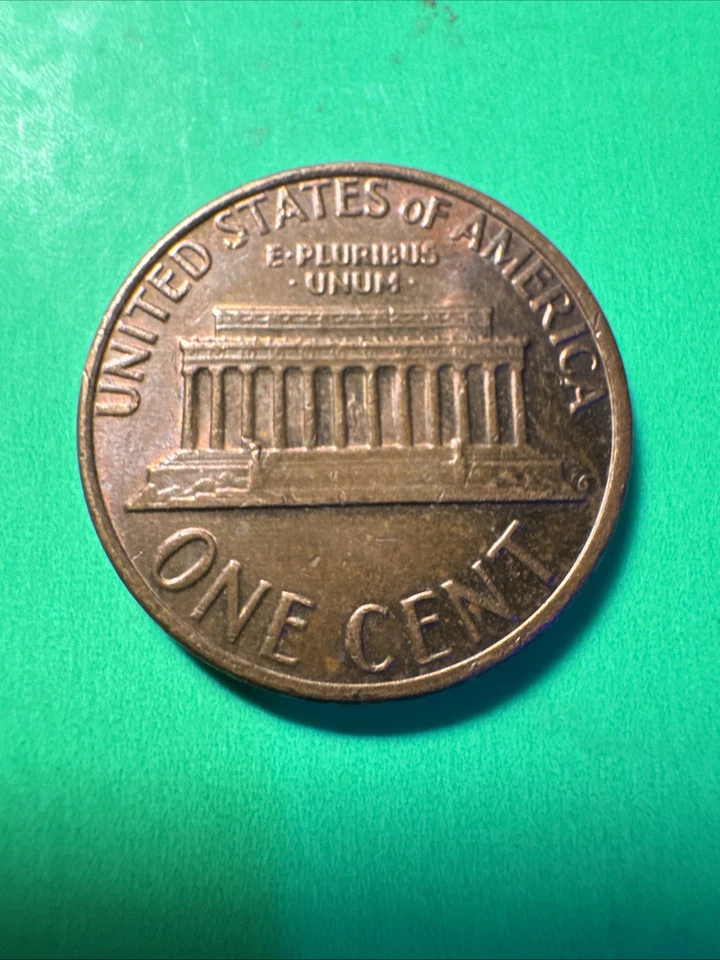 UNITED STATES OF AMERICA
E·PLURIBUS
·UNUM·
ONE CENT